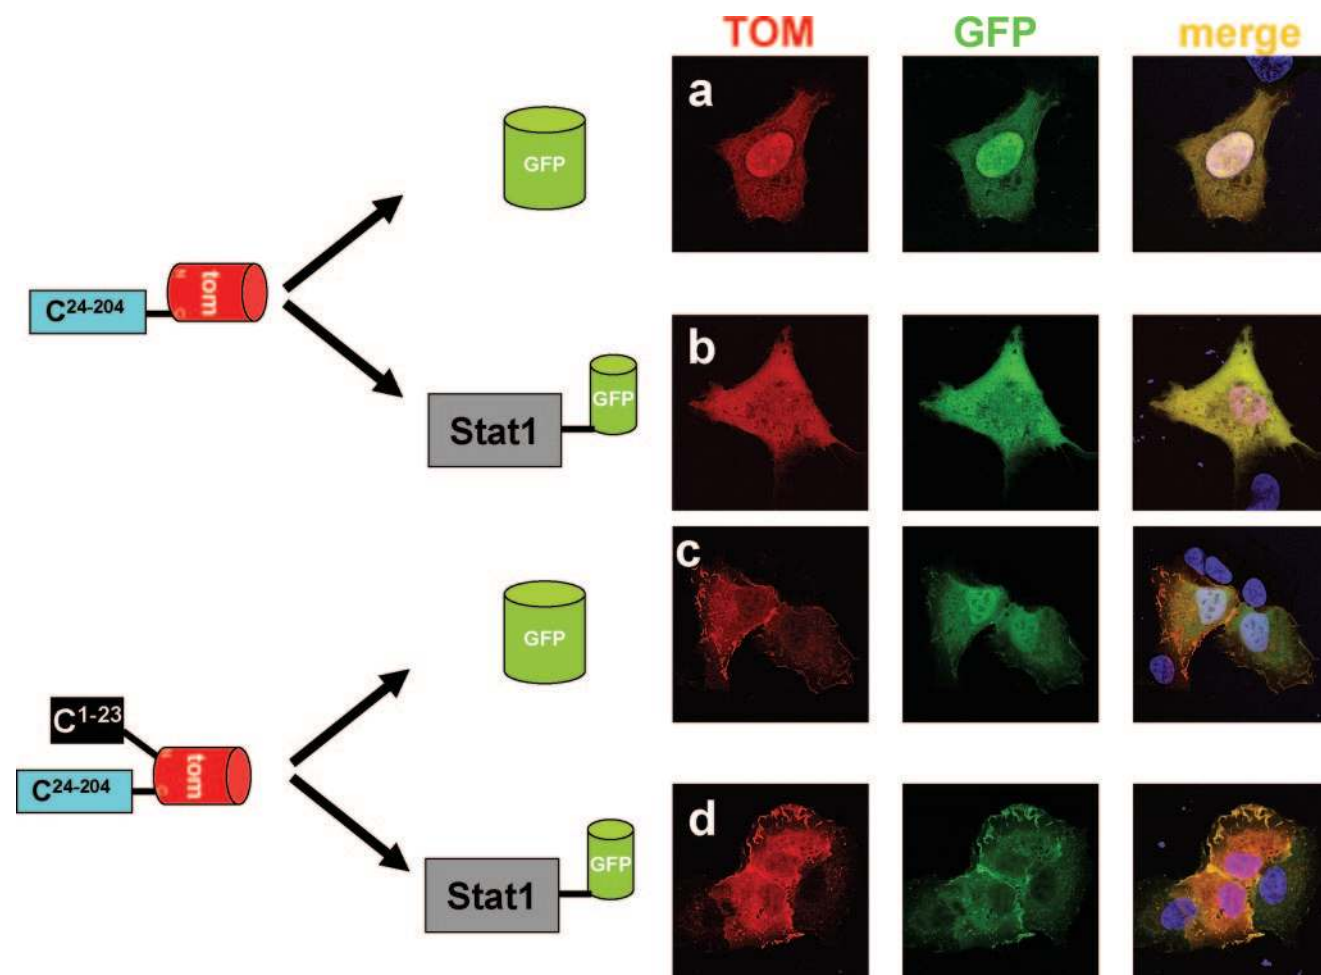 TOM GFP merge
a
GFP
tom
N
C
C24-204
b
GFP
Stat1
c
GFP
C1-23
tom
N
C
C24-204
d
GFP
Stat1